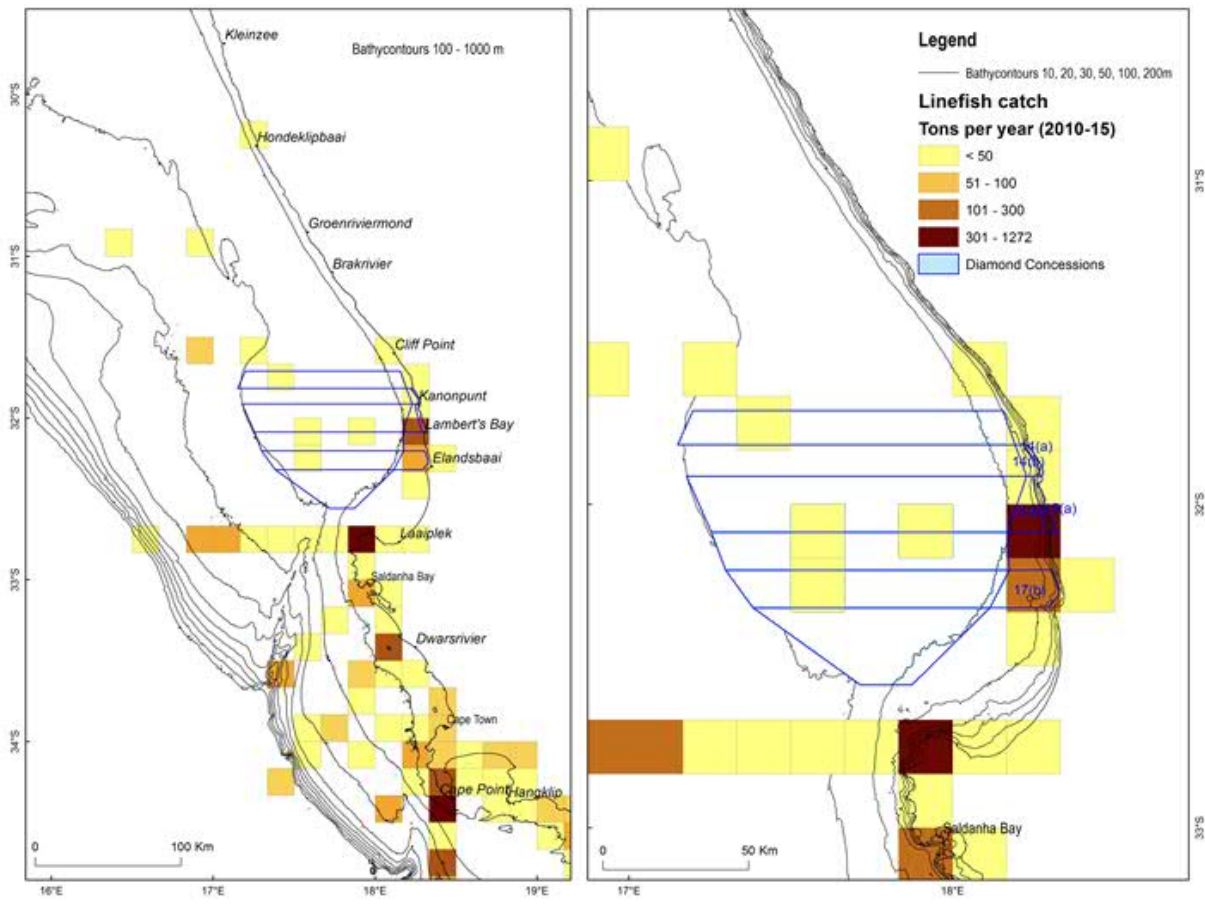 Kleinzee
Bathycontours 100 - 1000 m
30°S
Hondeklipbaai
Groenriviermond
31°S
Brakrivier
Cliff Point
Kanonpunt
32°S
Lambert's Bay
Elandsbaai
Laaiplek
33°S
Saldanha Bay
Dwarsrivier
Cape Town
34°S
Cape Point
Hangklip
0
100 Km
16°E
17°E
18°E
19°E
Legend
Bathycontours 10, 20, 30, 50, 100, 200m
Linefish catch
Tons per year (2010-15)
< 50
51 - 100
101 - 300
301 - 1272
Diamond Concessions
31°S
14(b)
32°S
17(b)
Saldanha Bay
33°S
0
50 Km
17°E
18°E